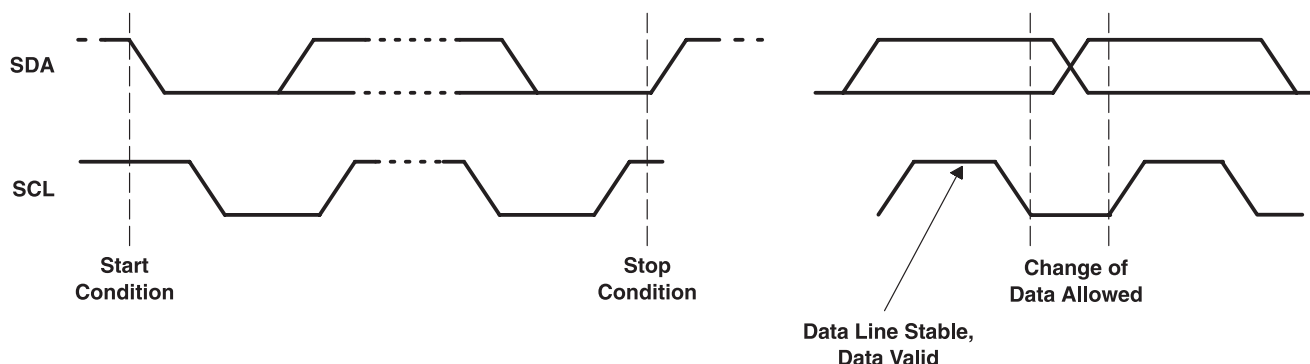 SDA
SCL
Start
Condition
Stop
Condition
Change of
Data Allowed
Data Line Stable,
Data Valid